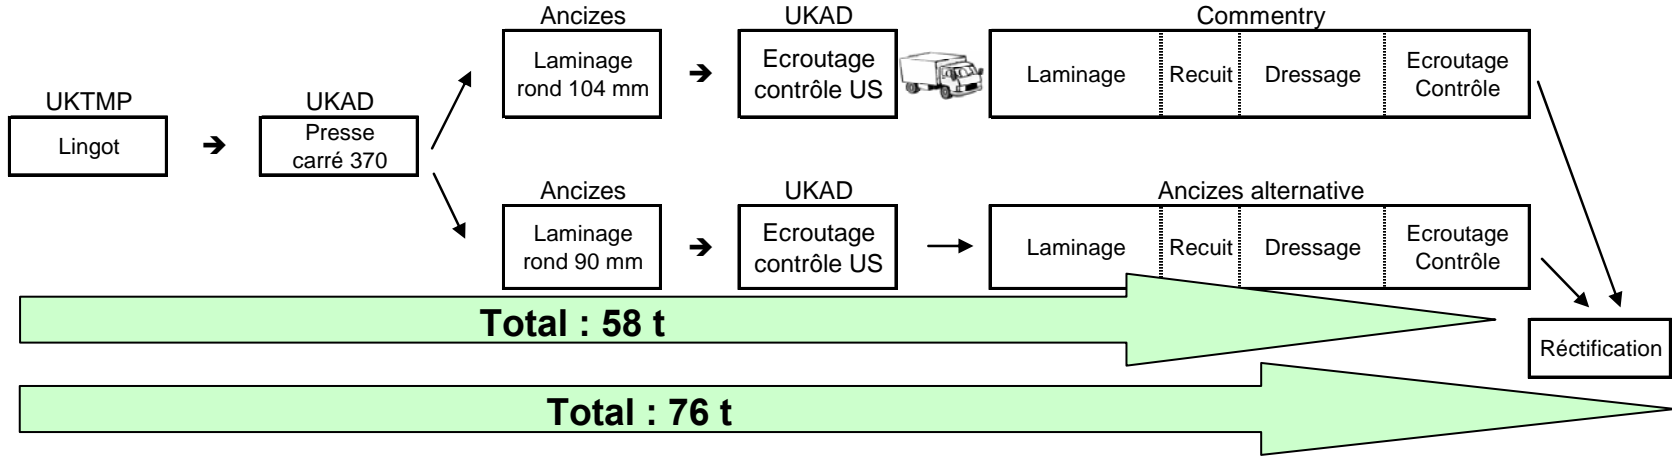 Ancizes
UKAD
Commentry
Laminage
rond 104 mm
Ecroutage
contrôle US
Laminage
Recuit
Dressage
Ecroutage
Contrôle
UKTMP
Lingot
UKAD
Presse
carré 370
Ancizes
UKAD
Ancizes alternative
Laminage
rond 90 mm
Ecroutage
contrôle US
Laminage
Recuit
Dressage
Ecroutage
Contrôle
Total : 58 t
Réctification
Total : 76 t